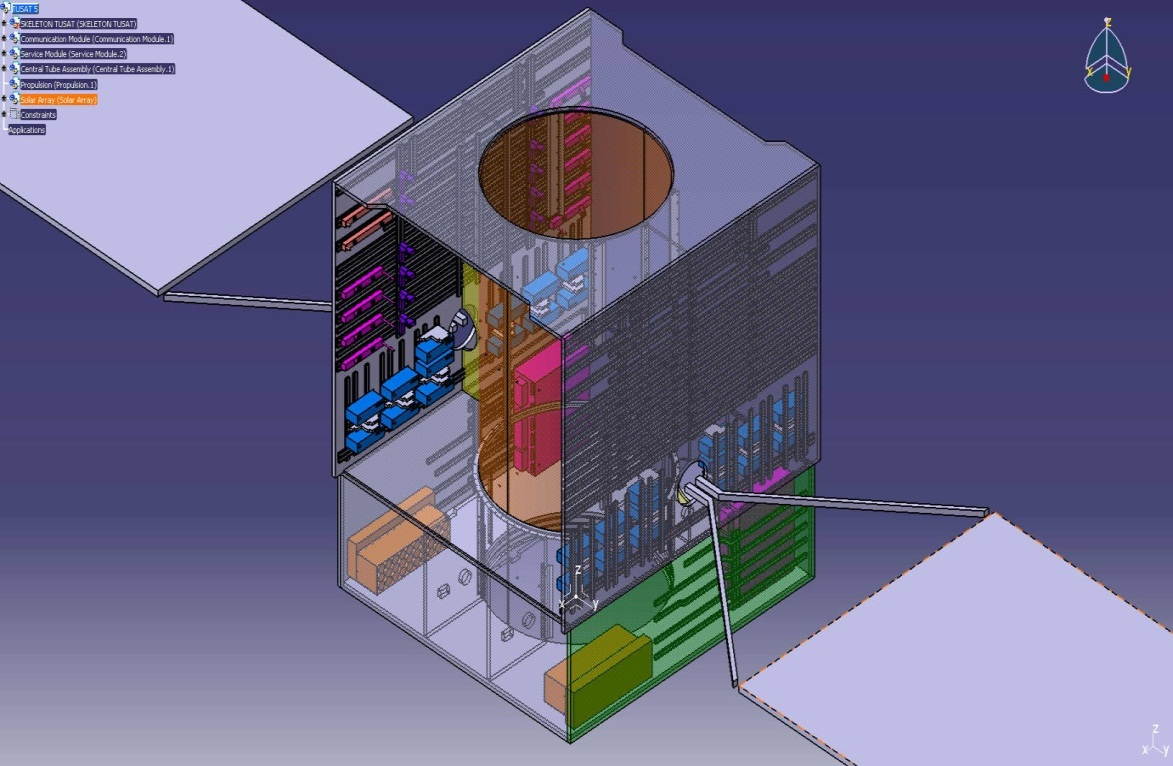 TUSAT 5
SKELETON TUSAT (SKELETON TUSAT)
Communication Module (Communication Module.1)
Service Module (Service Module.2)
Central Tube Assembly (Central Tube Assembly.1)
Propulsion (Propulsion.1)
Solar Array (Solar Array)
Constraints
Applications
z
x y
z
x y
z
x y